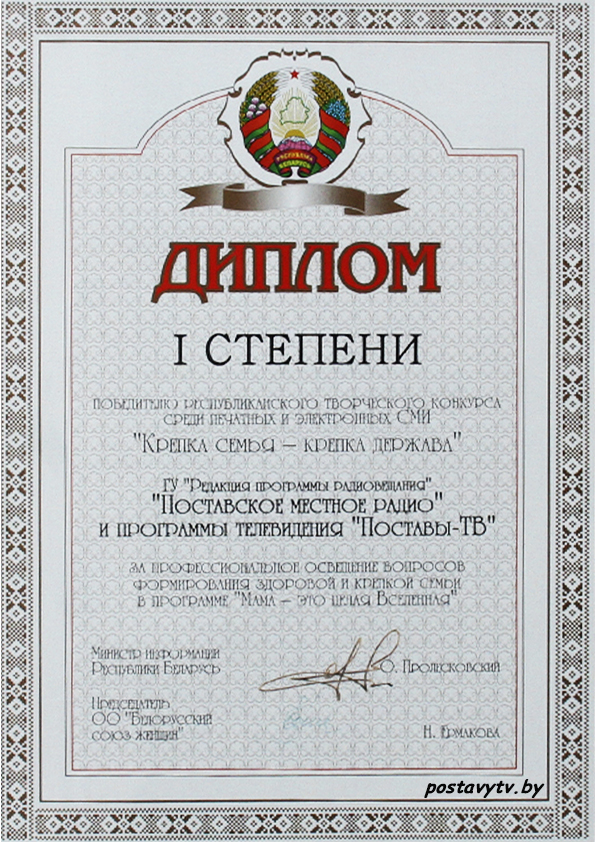 РЕСПУБЛИКА
БЕЛАРУСЬ
ДИПЛОМ
I СТЕПЕНИ
ПОБЕДИТЕЛЮ РЕСПУБЛИКАНСКОГО ТВОРЧЕСКОГО КОНКУРСА
СРЕДИ ПЕЧАТНЫХ И ЭЛЕКТРОННЫХ СМИ
"КРЕПКА СЕМЬЯ – КРЕПКА ДЕРЖАВА"
ГУ "РЕДАКЦИЯ ПРОГРАММЫ РАДИОВЕЩАНИЯ"
"ПОСТАВСКОЕ МЕСТНОЕ РАДИО"
И ПРОГРАММЫ ТЕЛЕВИДЕНИЯ "ПОСТАВЫ-ТВ"
ЗА ПРОФЕССИОНАЛЬНОЕ ОСВЕЩЕНИЕ ВОПРОСОВ
ФОРМИРОВАНИЯ ЗДОРОВОЙ И КРЕПКОЙ СЕМЬИ
В ПРОГРАММЕ "МАМА – ЭТО ЦЕЛАЯ ВСЕЛЕННАЯ"
МИНИСТР ИНФОРМАЦИИ
РЕСПУБЛИКИ БЕЛАРУСЬ
О. ПРОЛЕСКОВСКИЙ
ПРЕДСЕДАТЕЛЬ
ОО "БЕЛОРУССКИЙ
СОЮЗ ЖЕНЩИН"
Н. ЕРМАКОВА
postavytv.by